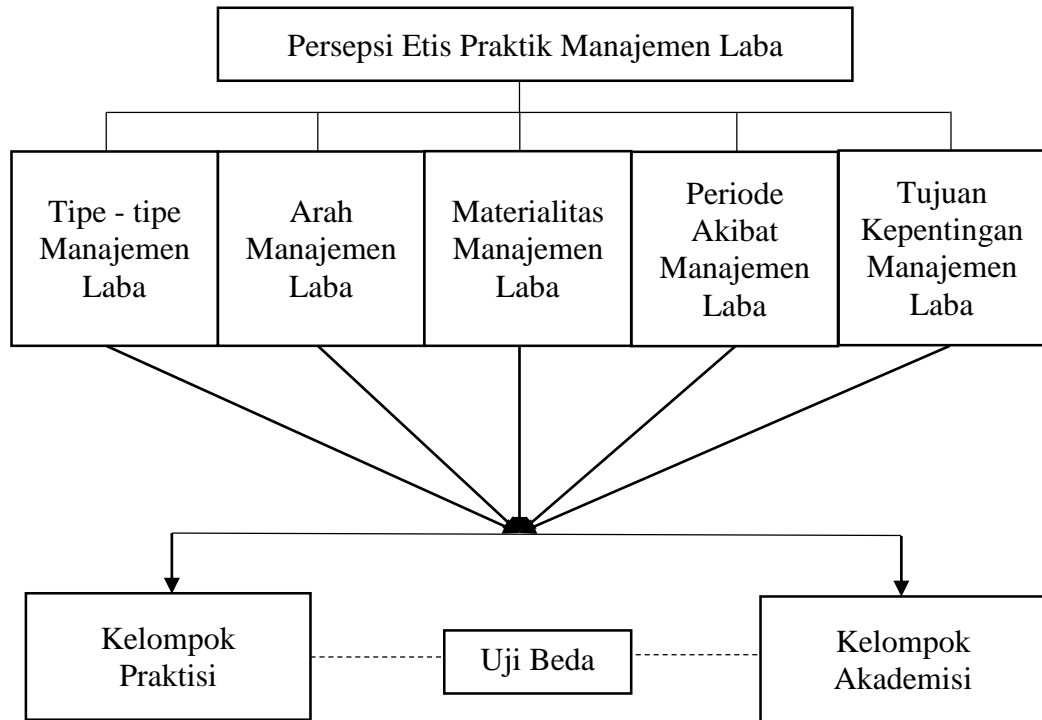 Persepsi Etis Praktik Manajemen Laba
Tipe - tipe
Manajemen
Laba
Arah
Manajemen
Laba
Materialitas
Manajemen
Laba
Periode
Akibat
Manajemen
Laba
Tujuan
Kepentingan
Manajemen
Laba
Kelompok
Praktisi
Uji Beda
Kelompok
Akademisi